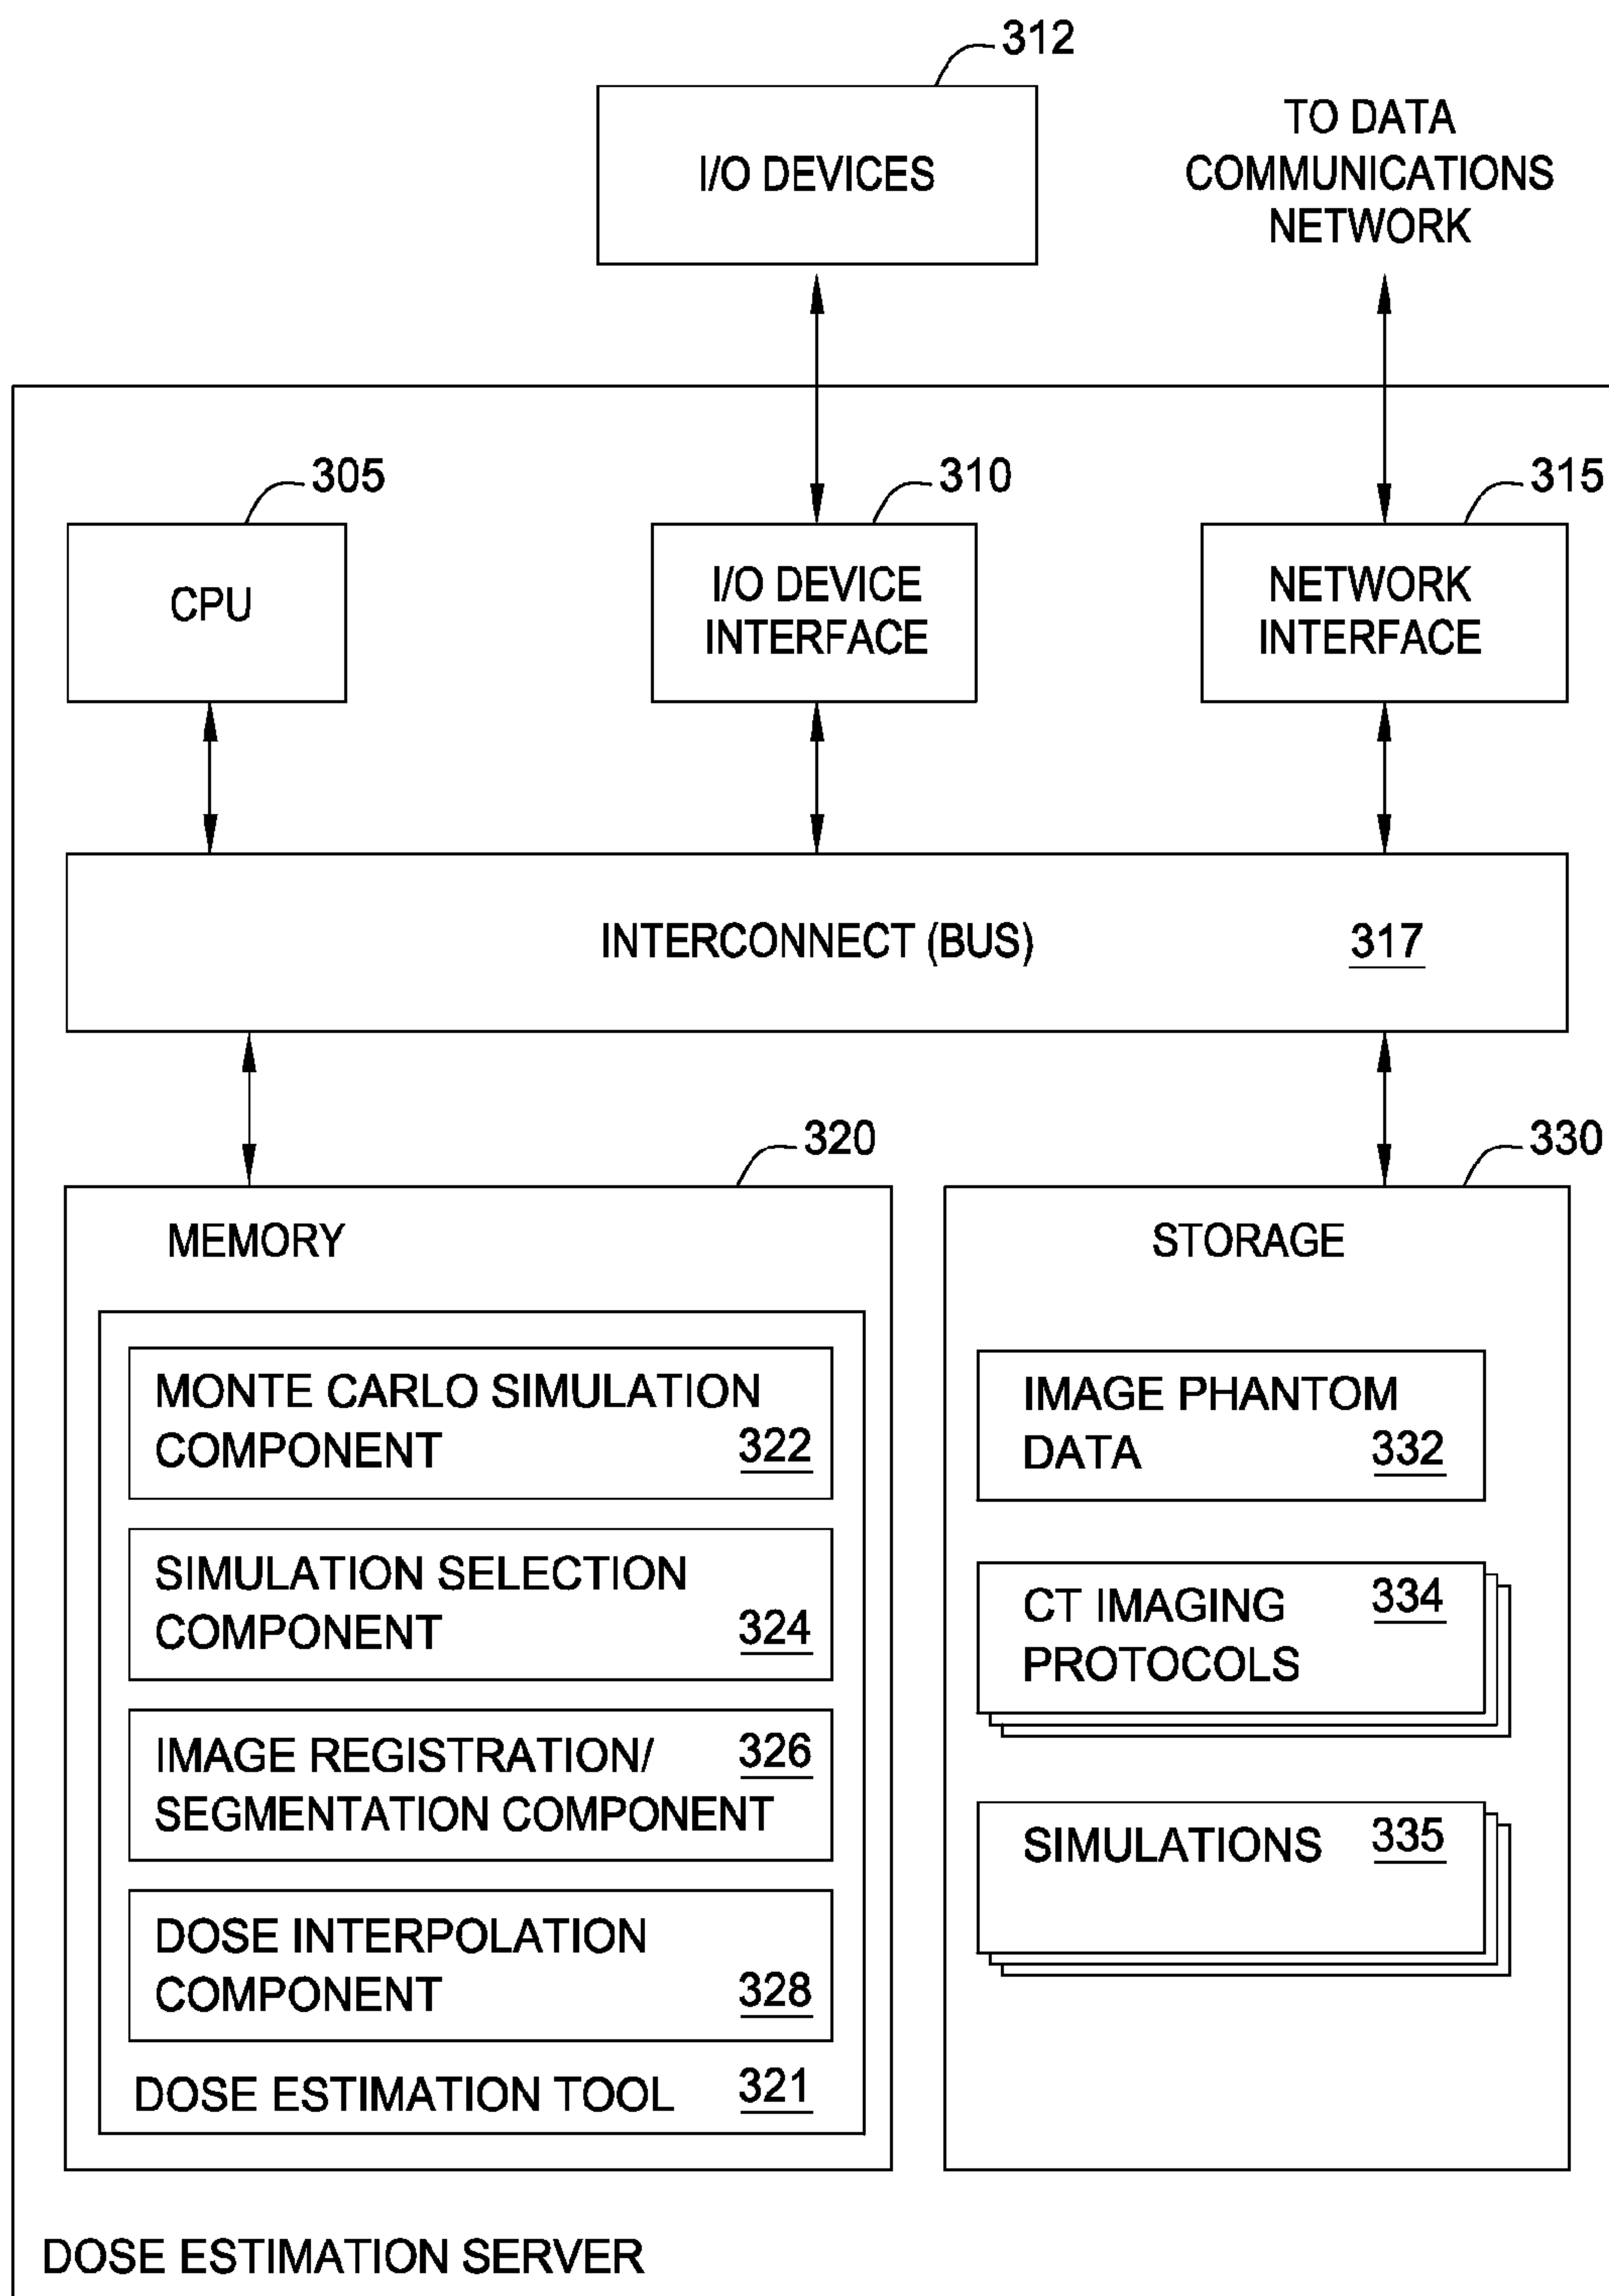 312
I/O DEVICES
TO DATA
COMMUNICATIONS
NETWORK
305
310
315
CPU
I/O DEVICE
INTERFACE
NETWORK
INTERFACE
INTERCONNECT (BUS) 317
320
330
MEMORY
MONTE CARLO SIMULATION
COMPONENT 322
SIMULATION SELECTION
COMPONENT 324
IMAGE REGISTRATION/ 326
SEGMENTATION COMPONENT
DOSE INTERPOLATION
COMPONENT 328
DOSE ESTIMATION TOOL 321
STORAGE
IMAGE PHANTOM
DATA 332
CT IMAGING 334
PROTOCOLS
SIMULATIONS 335
DOSE ESTIMATION SERVER